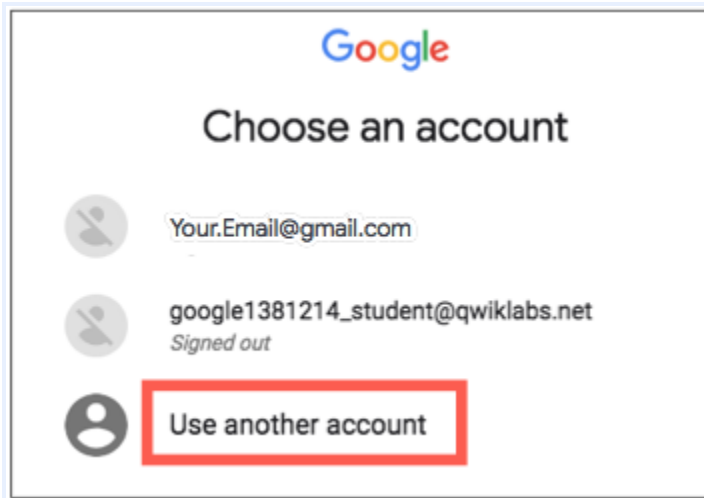 Google
Choose an account
Your.Email@gmail.com
google1381214_student@qwiklabs.net
Signed out
Use another account